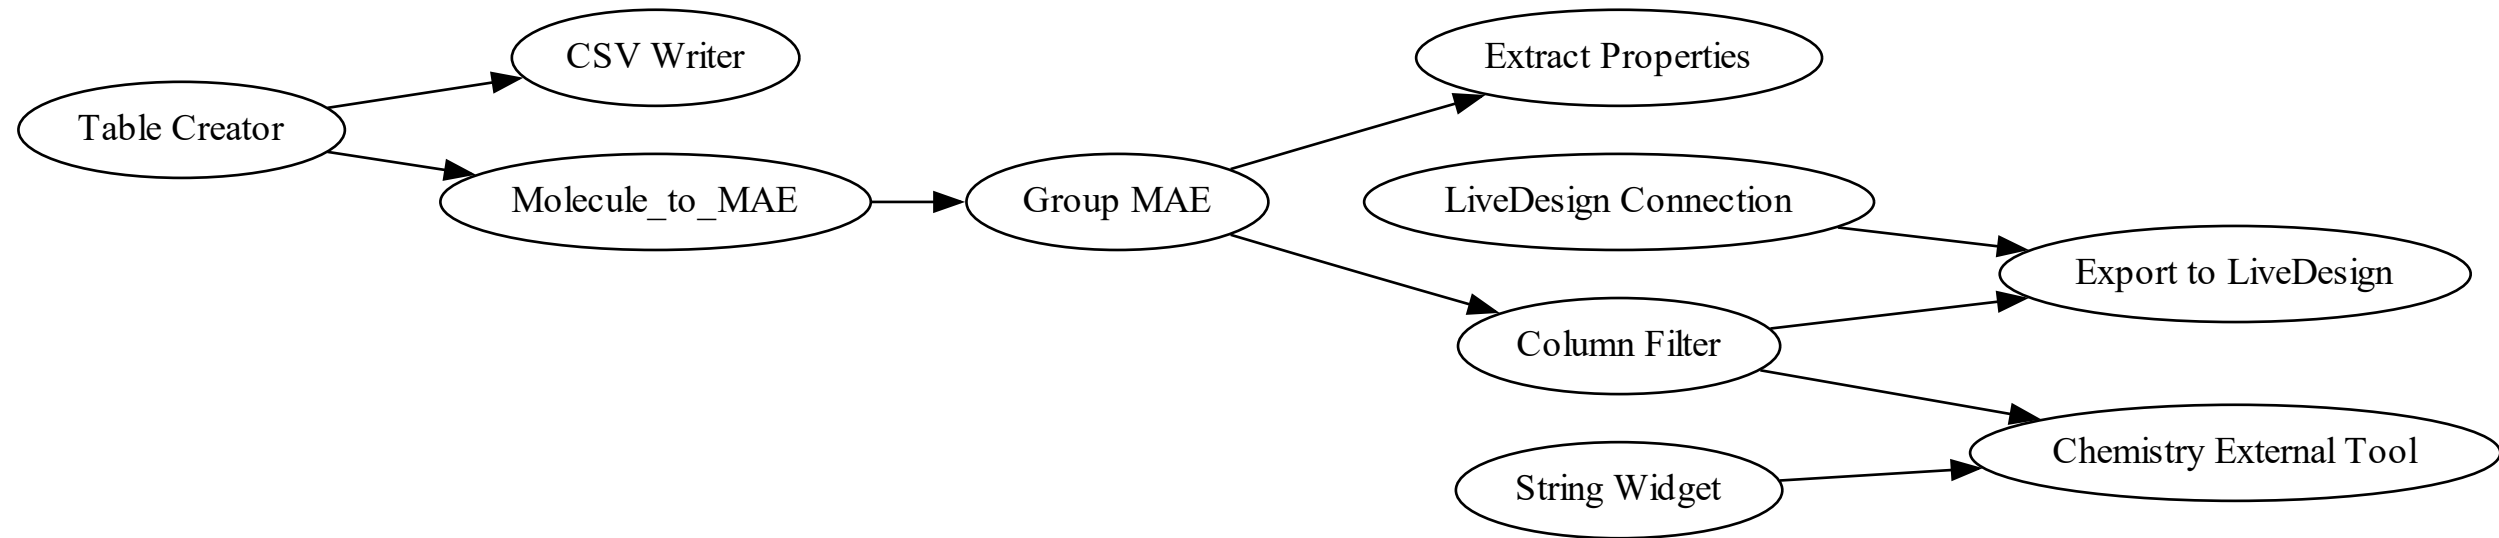 CSV Writer
Extract Properties
Table Creator
Molecule_to_MAE
Group MAE
LiveDesign Connection
Export to LiveDesign
Column Filter
Chemistry External Tool
String Widget